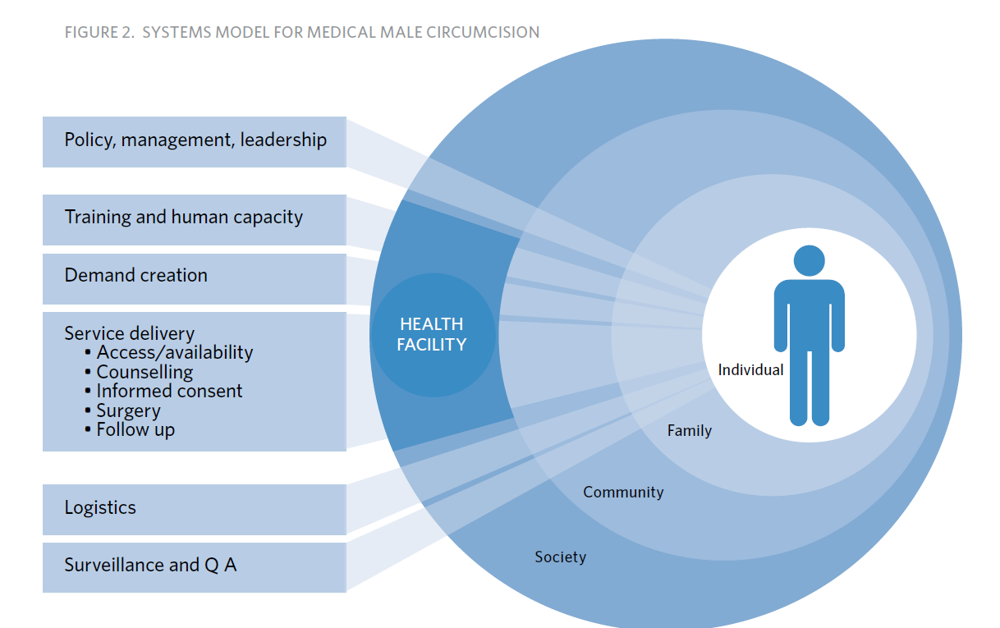 FIGURE 2. SYSTEMS MODEL FOR MEDICAL MALE CIRCUMCISION
Policy, management, leadership
Training and human capacity
Demand creation
Service delivery
• Access/availability
• Counselling
• Informed consent
• Surgery
• Follow up
Logistics
Surveillance and Q A
HEALTH
FACILITY
Individual
Family
Community
Society